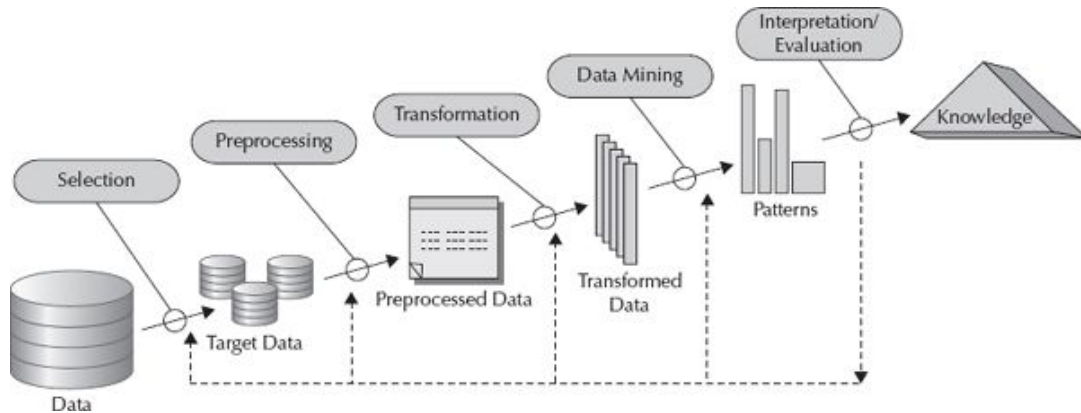 Interpretation/
Evaluation
Data Mining
Transformation
Preprocessing
Selection
Knowledge
Patterns
Transformed
Data
Preprocessed Data
Target Data
Data